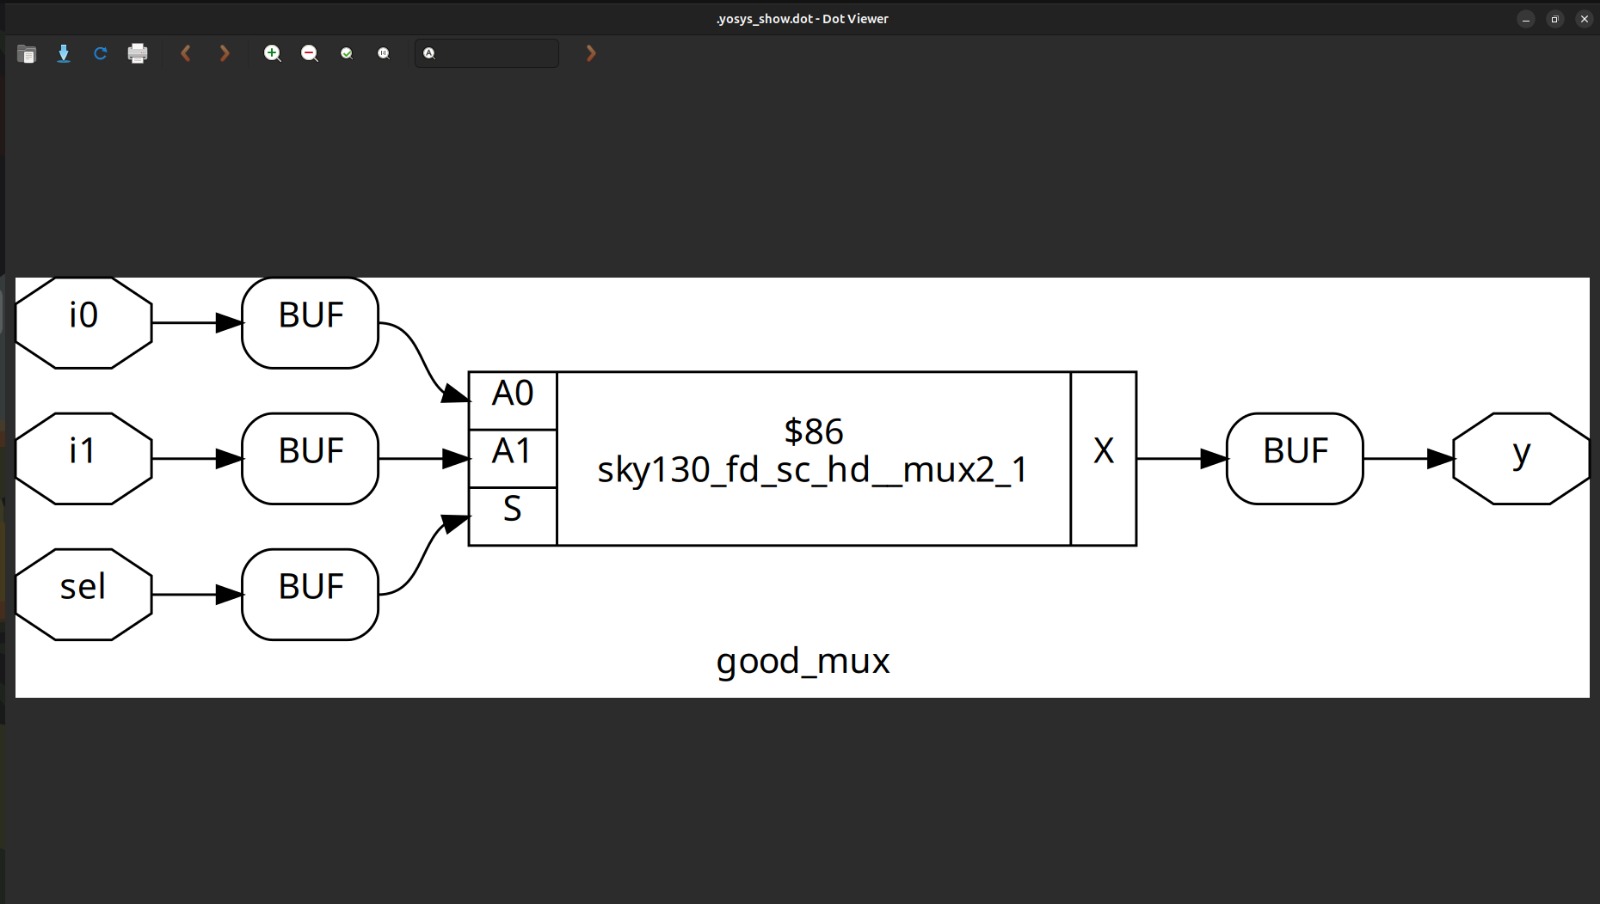 .yosys_show.dot - Dot Viewer
i0
BUF
i1
BUF
sel
BUF
A0
A1
S
$86
sky130_fd_sc_hd__mux2_1
X
BUF
y
good_mux